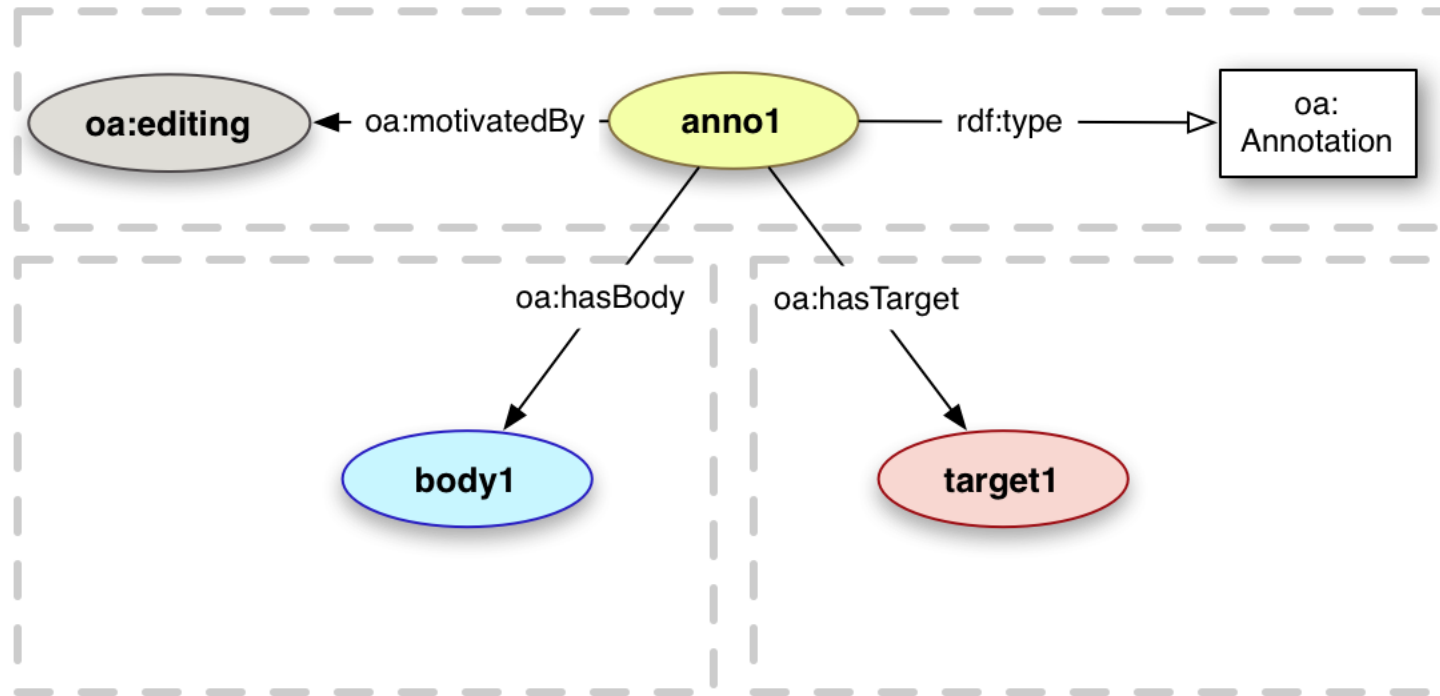 oa:editing
oa:motivatedBy
anno1
rdf:type
oa:
Annotation
oa:hasBody
oa:hasTarget
body1
target1